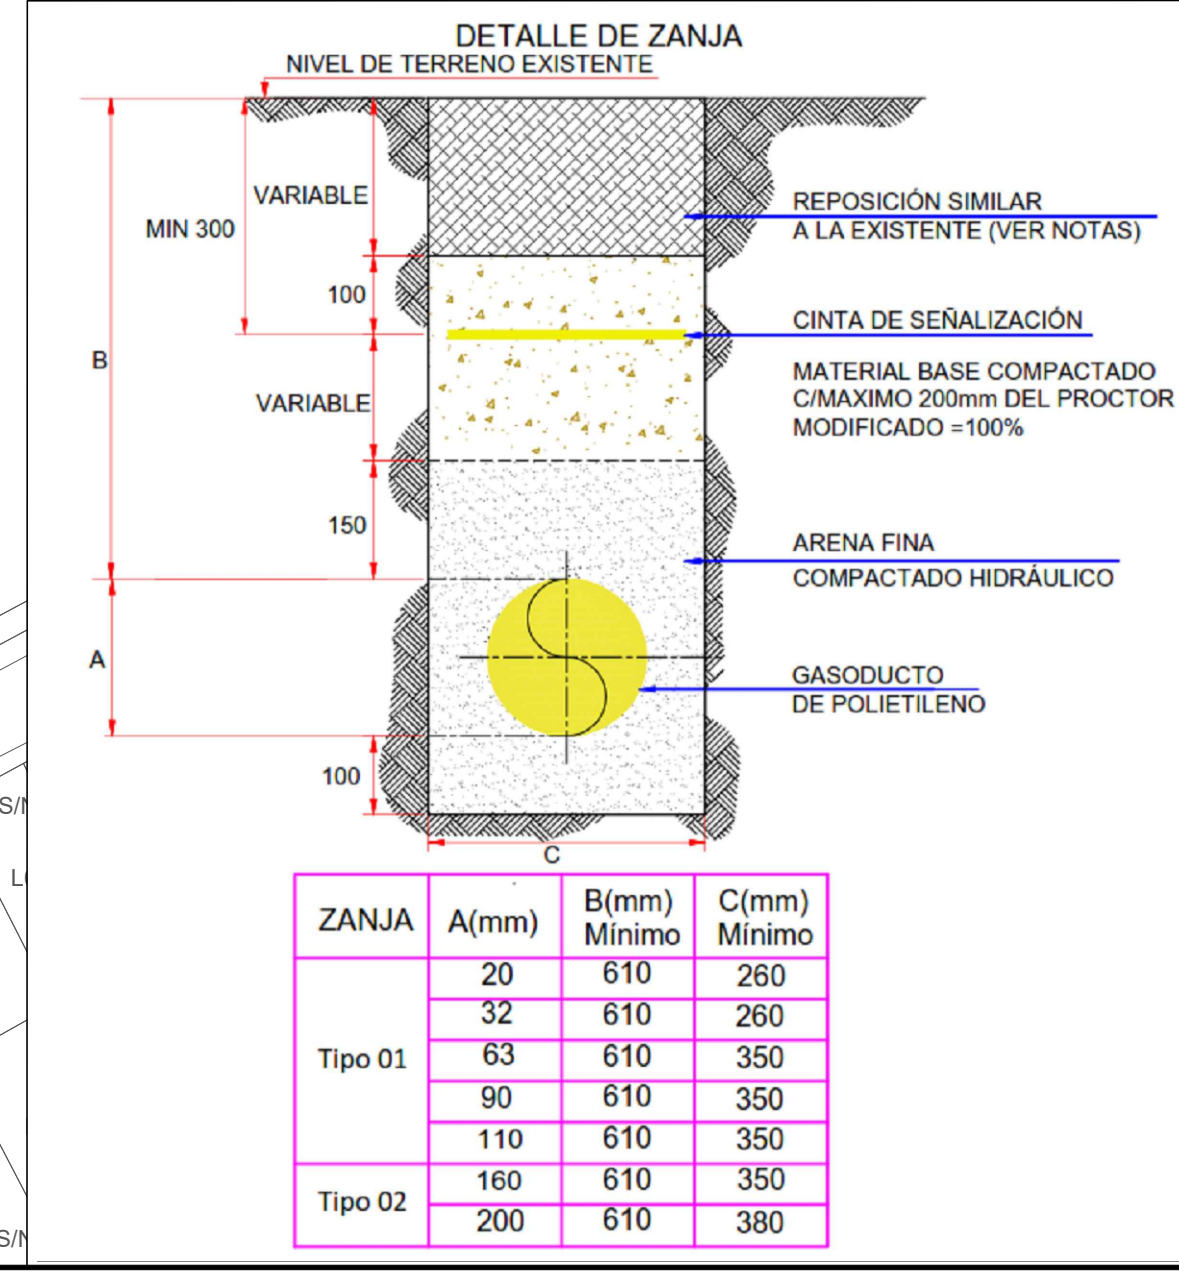 DETALLE DE ZANJA
NIVEL DE TERRENO EXISTENTE
VARIABLE
MIN 300
100
B
VARIABLE
150
A
100
C
REPOSICIÓN SIMILAR
A LA EXISTENTE (VER NOTAS)
CINTA DE SEÑALIZACIÓN
MATERIAL BASE COMPACTADO
C/MAXIMO 200mm DEL PROCTOR
MODIFICADO =100%
ARENA FINA
COMPACTADO HIDRÁULICO
GASODUCTO
DE POLIETILENO
ZANJA A(mm) B(mm) Mínimo C(mm) Mínimo
Tipo 01
20 610 260
32 610 260
63 610 350
90 610 350
110 610 350
Tipo 02
160 610 350
200 610 380